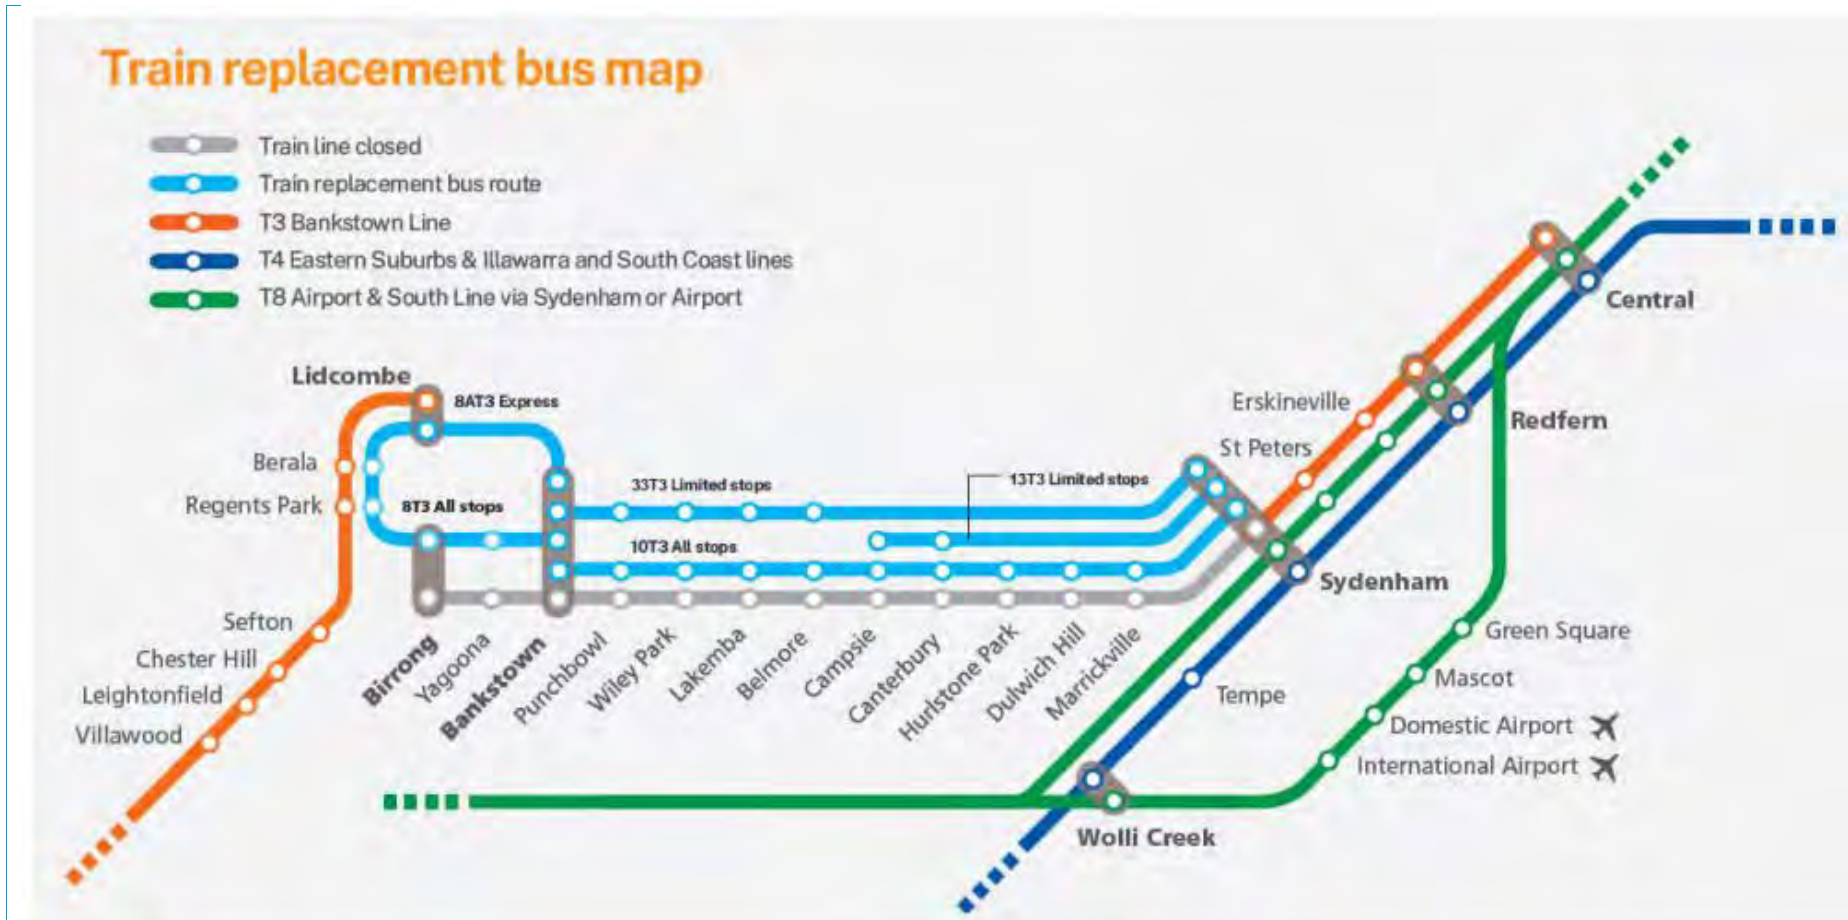 Train replacement bus map
Train line closed
Train replacement bus route
T3 Bankstown Line
T4 Eastern Suburbs & Illawarra and South Coast lines
T8 Airport & South Line via Sydenham or Airport
Central
Lidcombe
8AT3 Express
Erskineville
Redfern
St Peters
Berala
33T3 Limited stops
13T3 Limited stops
Regents Park
8T3 All stops
10T3 All stops
Sydenham
Sefton
Green Square
Chester Hill
Mascot
Leightonfield
Tempe
Villawood
Domestic Airport
International Airport
Birrong
Yagoona
Bankstown
Punchbowl
Wiley Park
Lakemba
Belmore
Campsie
Canterbury
Hurlstone Park
Dulwich Hill
Marrickville
Wolli Creek